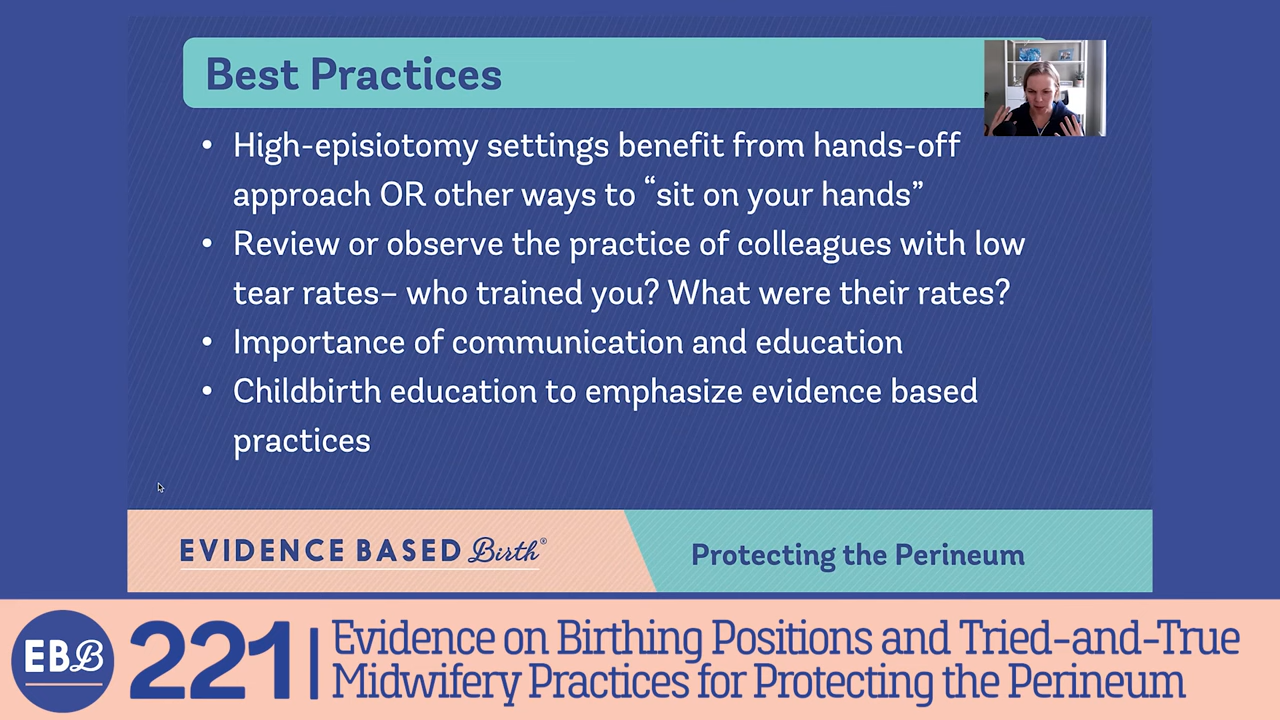 Best Practices
• High-episiotomy settings benefit from hands-off
approach OR other ways to “sit on your hands”
• Review or observe the practice of colleagues with low
tear rates– who trained you? What were their rates?
• Importance of communication and education
• Childbirth education to emphasize evidence based
practices
EVIDENCE BASED Birth®
Protecting the Perineum
EBB
221
Evidence on Birthing Positions and Tried-and-True
Midwifery Practices for Protecting the Perineum